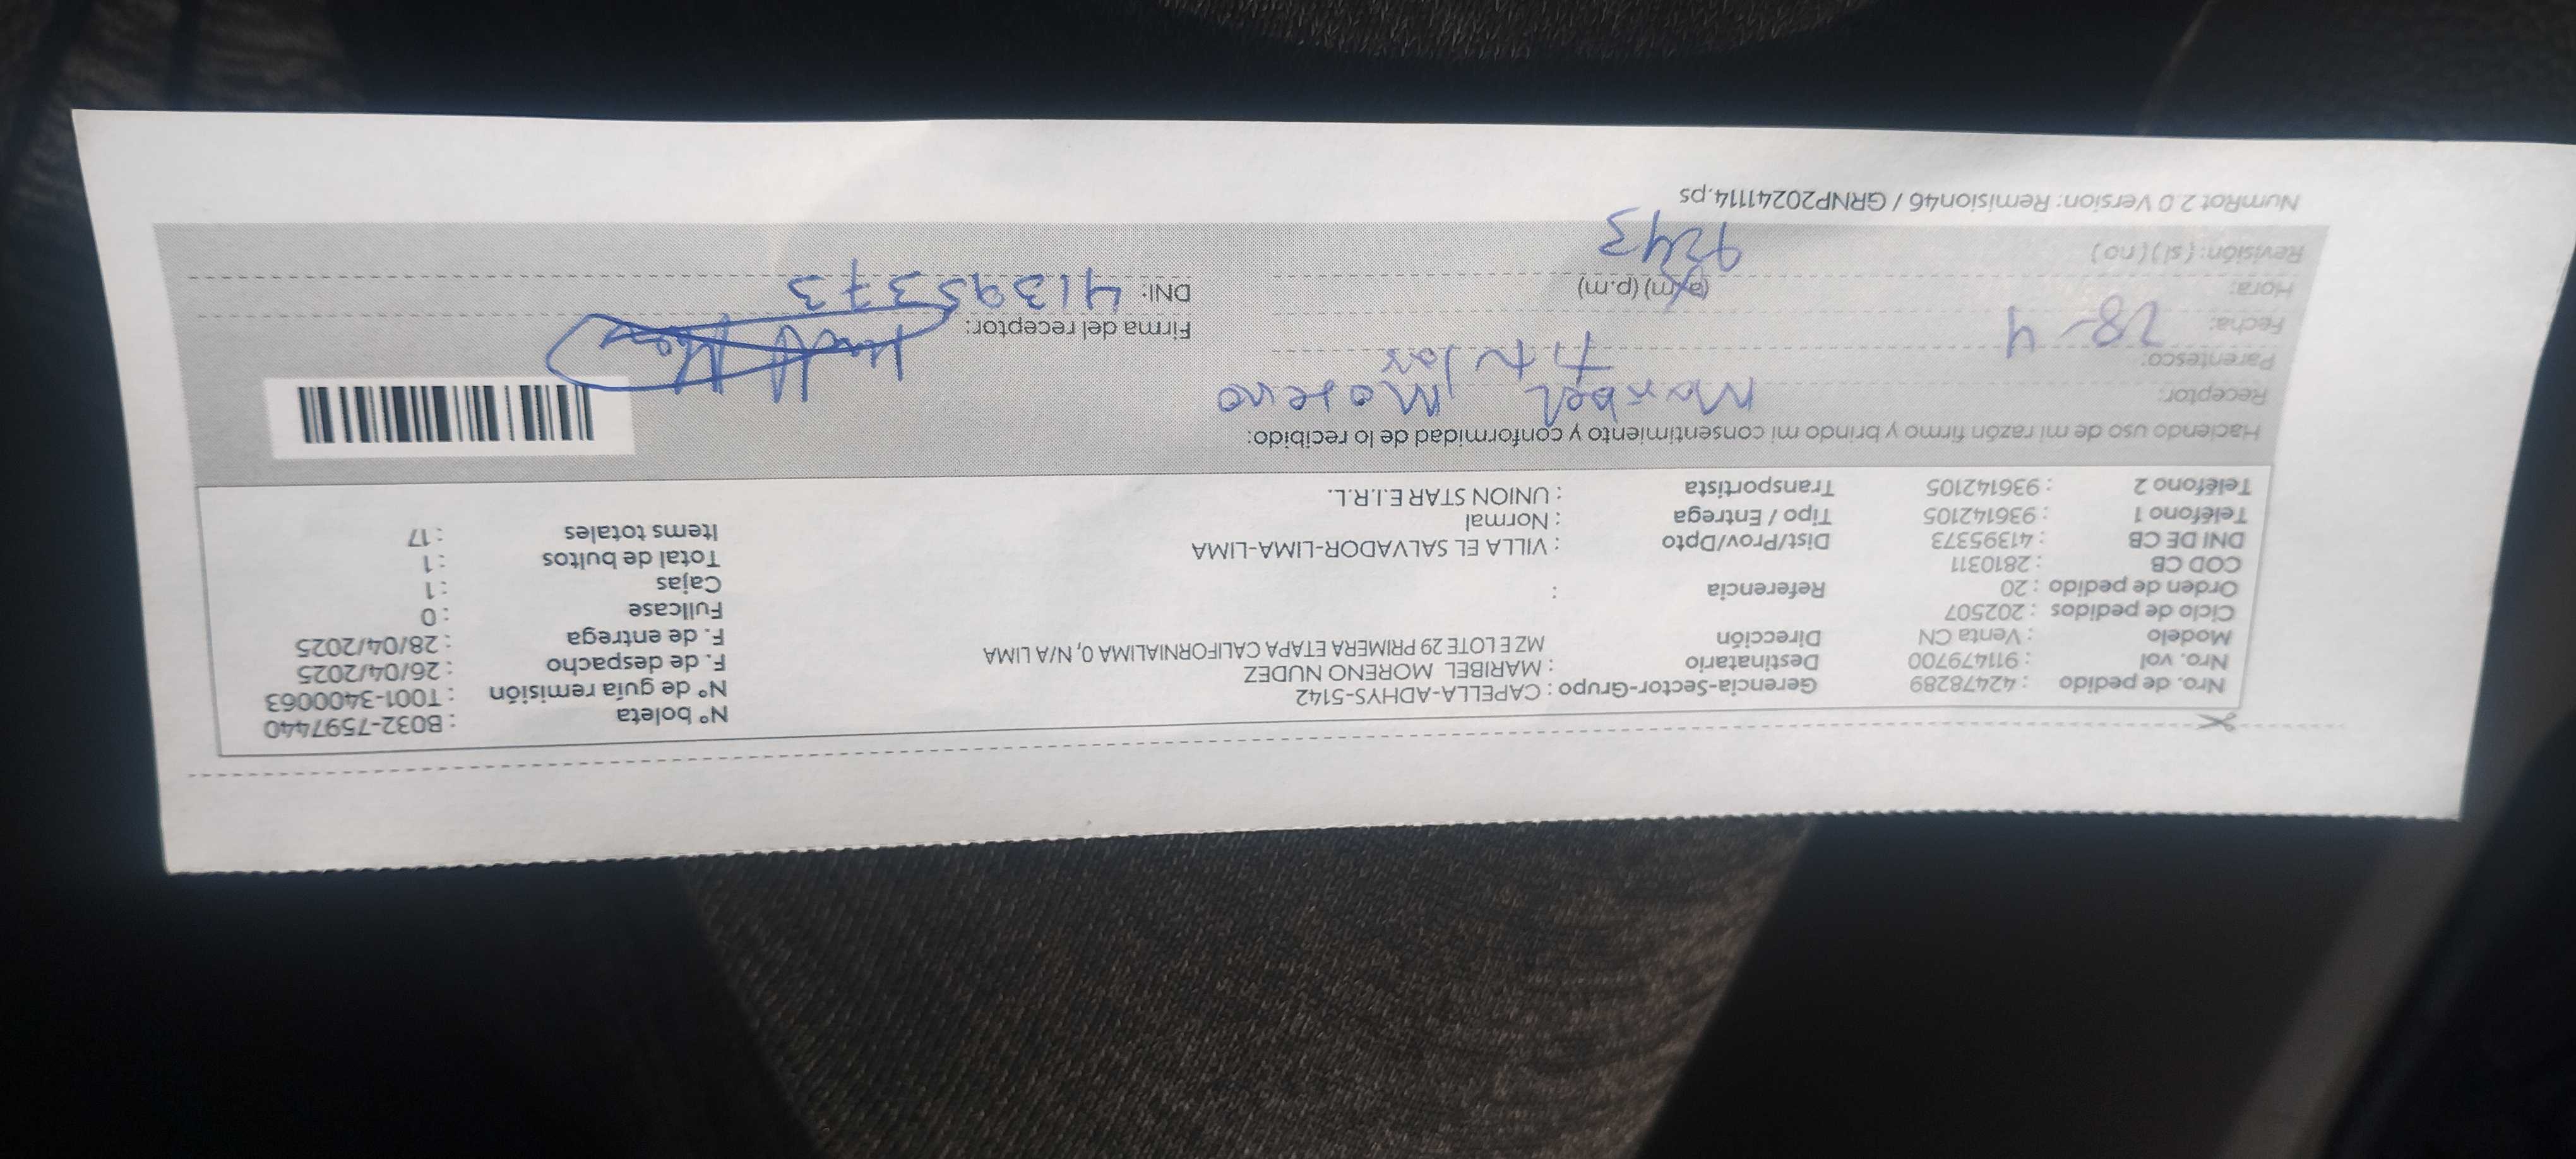 Nro. de pedido : 42478289 Gerencia-Sector-Grupo : CAPELLA-ADHYS-5142 N° boleta : B032-7597440
Nro. vol : 911479700 Destinatario : MARIBEL MORENO NUDEZ N° de guía remisión : T001-3400063
Modelo : Venta CN Dirección MZ E LOTE 29 PRIMERA ETAPA CALIFORNIALIMA 0, N/A LIMA F. de despacho : 26/04/2025
Ciclo de pedidos : 202507 F. de entrega : 28/04/2025
Orden de pedido : 20 Referencia : Fullcase : 0
COD CB : 2810311 Cajas : 1
DNI DE CB : 41395373 Dist/Prov/Dpto : VILLA EL SALVADOR-LIMA-LIMA Total de bultos : 1
Teléfono 1 : 936142105 Tipo / Entrega : Normal Items totales : 17
Teléfono 2 : 936142105 Transportista : UNION STAR E.I.R.L.
Haciendo uso de mi razón firmo y brindo mi consentimiento y conformidad de lo recibido:
Receptor: Maribel Moreno
Parentesco: Titular
Fecha: 28-4 Firma del receptor:
Hora: (a.m) (p.m) DNI: 41395373
Revisión: (si) (no) 9243
NumRot 2.0 Version: Remision46 / GRNP20241114.ps